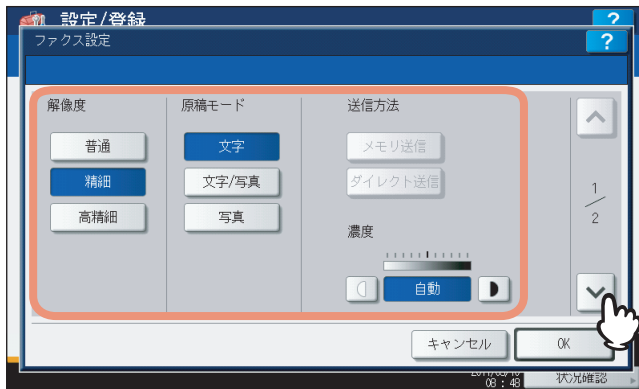 設定/登録
?
ファクス設定
?
解像度
普通
精細
高精細
原稿モード
文字
文字/写真
写真
送信方法
メモリ送信
ダイレクト送信
濃度
自動
1
2
キャンセル
OK
08:48
状況確認